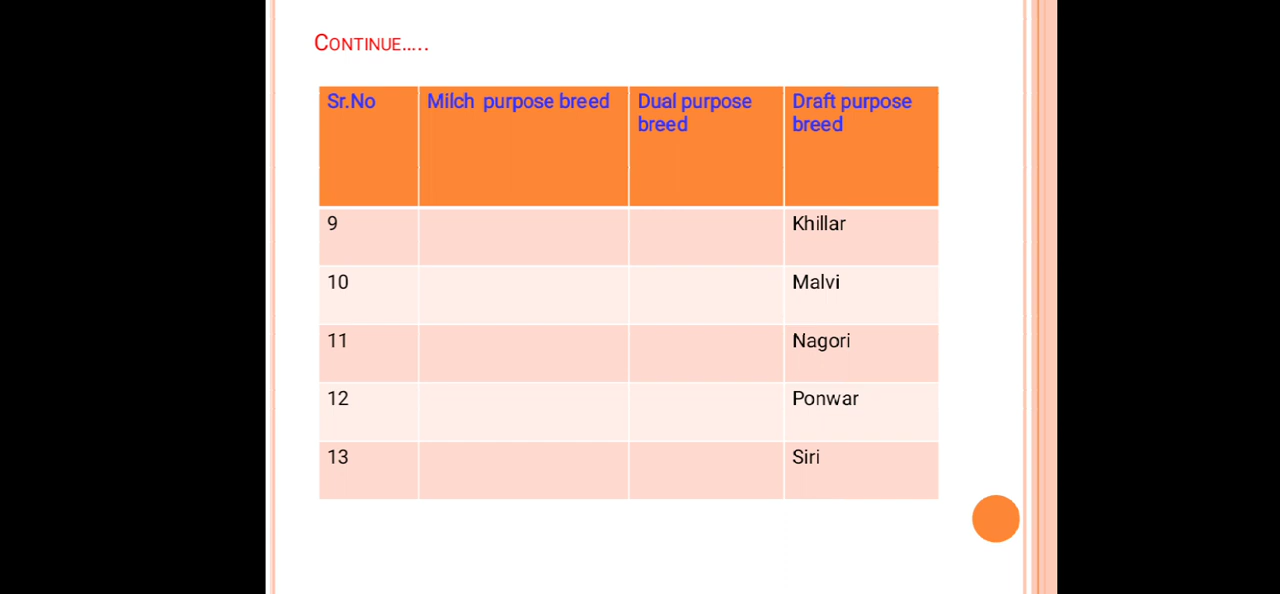 CONTINUE.....
Sr.No Milch purpose breed Dual purpose breed Draft purpose breed
9 Khillar
10 Malvi
11 Nagori
12 Ponwar
13 Siri